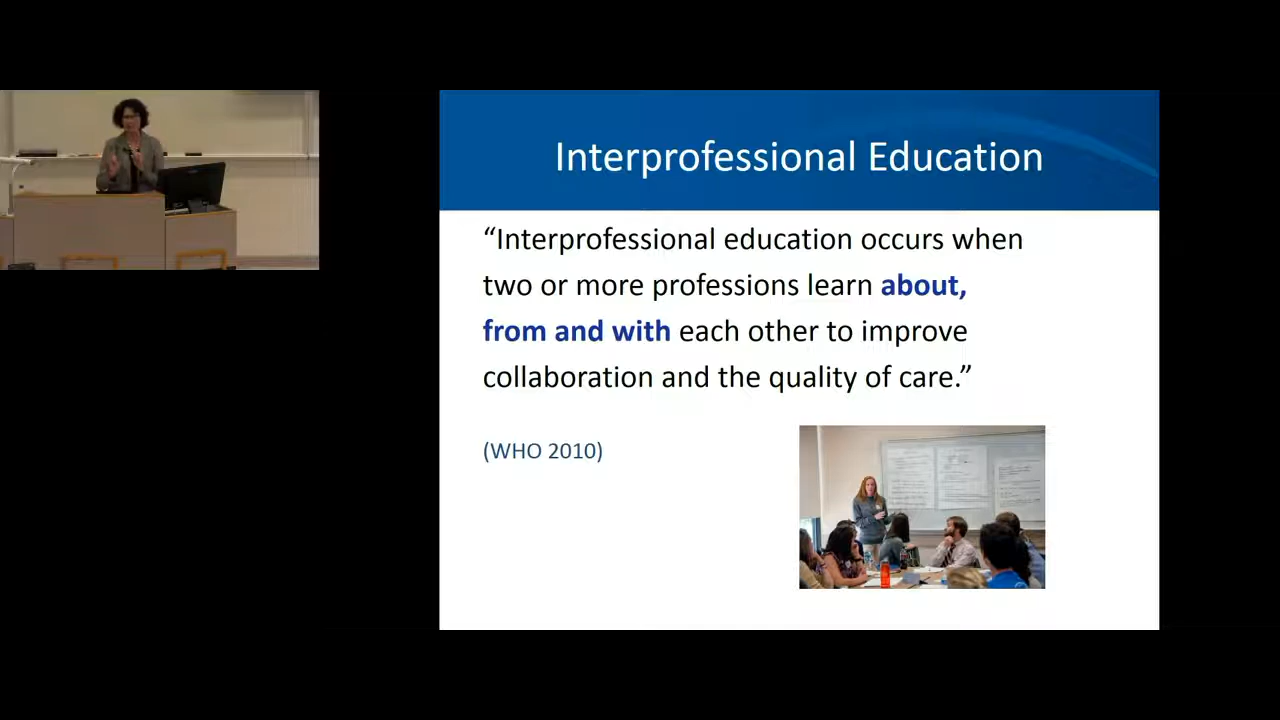 Interprofessional Education
“Interprofessional education occurs when
two or more professions learn about,
from and with each other to improve
collaboration and the quality of care.”
(WHO 2010)